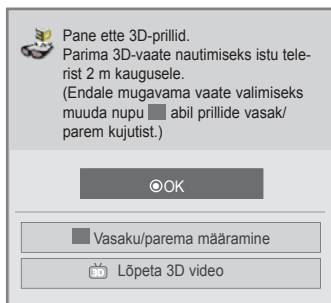 Pane ette 3D-prillid.
Parima 3D-vaate nautimiseks istu tele-
rist 2 m kaugusele.
(Endale mugavama vaate valimiseks
muuda nupu abil prillide vasak/
parem kujutist.)
OK
Vasaku/parema määramine
3D Lõpeta 3D video